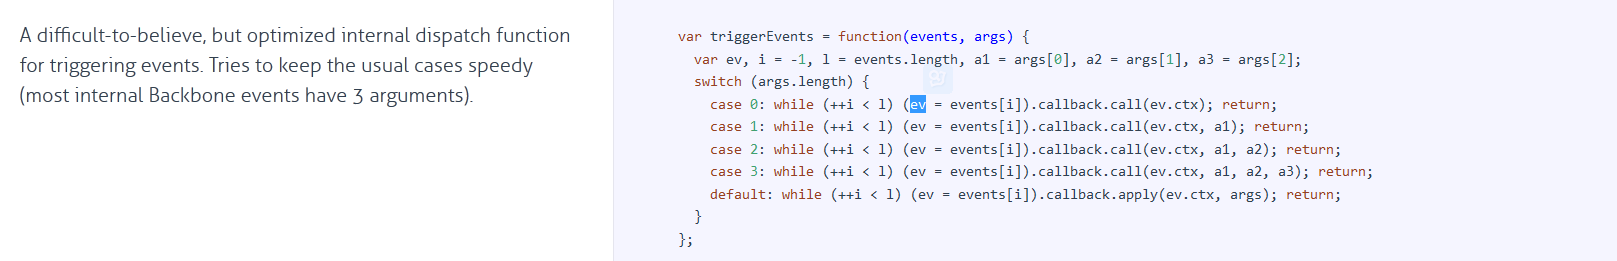 A difficult-to-believe, but optimized internal dispatch function
for triggering events. Tries to keep the usual cases speedy
(most internal Backbone events have 3 arguments).
var triggerEvents = function(events, args) {
  var ev, i = -1, l = events.length, a1 = args[0], a2 = args[1], a3 = args[2];
  switch (args.length) {
    case 0: while (++i < l) (ev = events[i]).callback.call(ev.ctx); return;
    case 1: while (++i < l) (ev = events[i]).callback.call(ev.ctx, a1); return;
    case 2: while (++i < l) (ev = events[i]).callback.call(ev.ctx, a1, a2); return;
    case 3: while (++i < l) (ev = events[i]).callback.call(ev.ctx, a1, a2, a3); return;
    default: while (++i < l) (ev = events[i]).callback.apply(ev.ctx, args); return;
  }
};